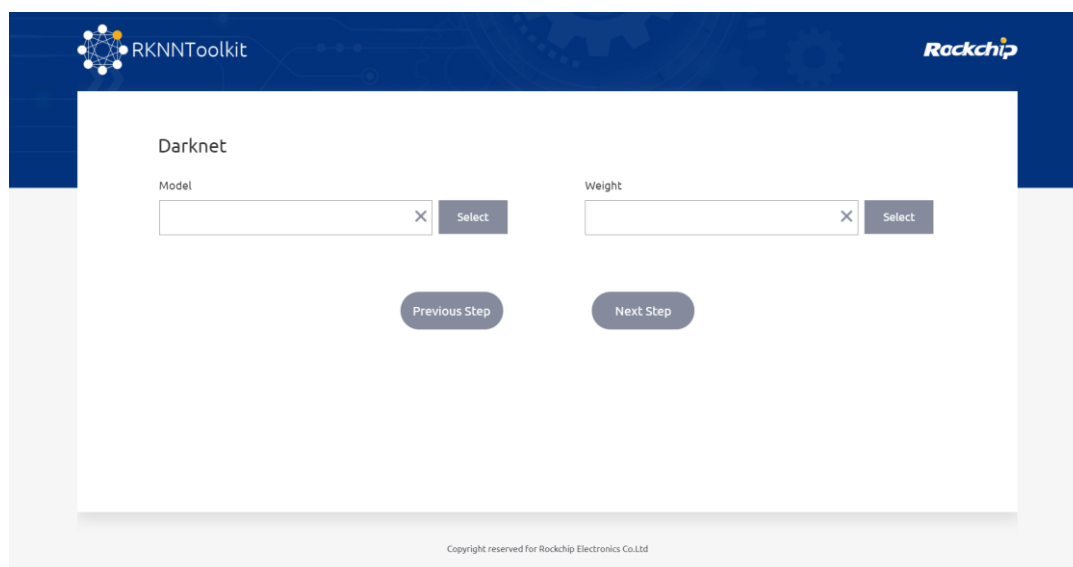 RKNNToolkit
Rockchip
Darknet
Model
Weight
Select
Select
Previous Step
Next Step
Copyright reserved for Rockchip Electronics Co.Ltd